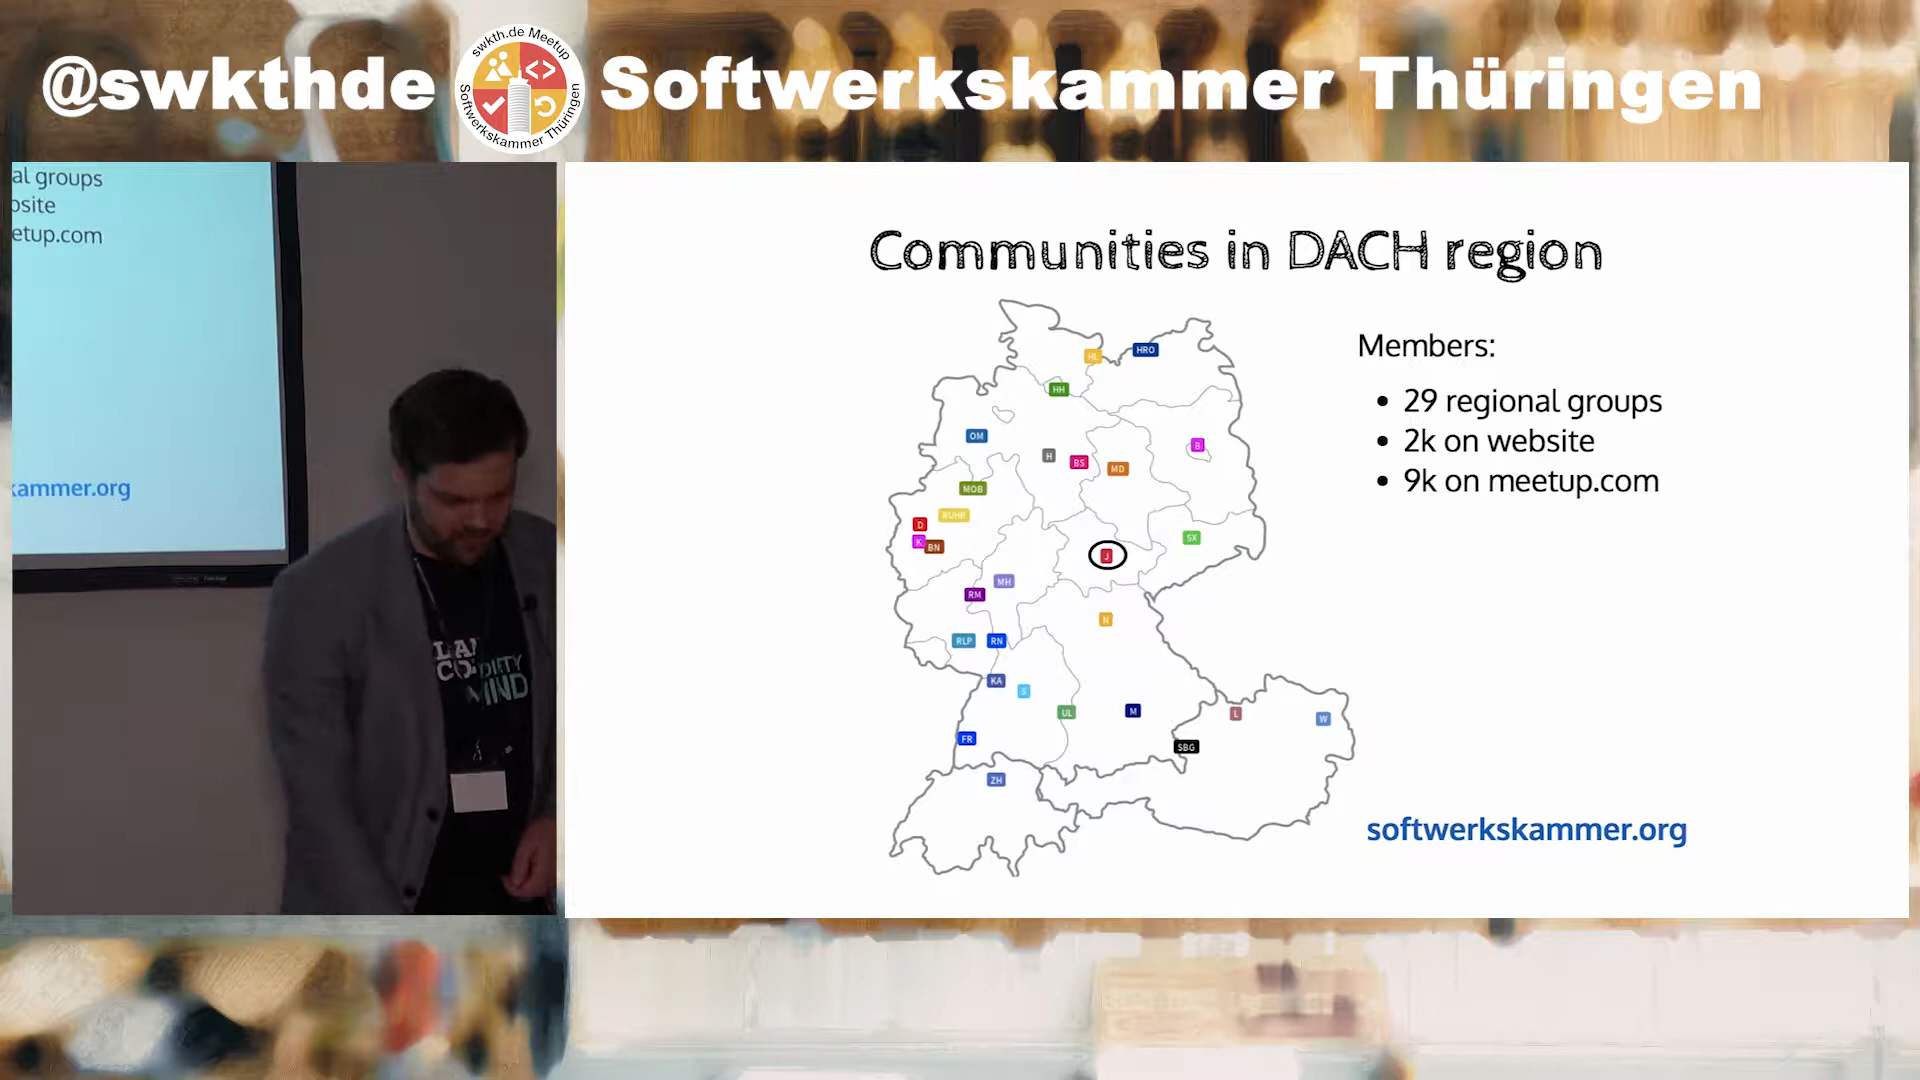 @swkthde
swkth.de Meetup
Softwerkskammer Thüringen
Softwerkskammer Thüringen
al groups
bsite
etup.com
kammer.org
MIND
Communities in DACH region
HL
HRO
HH
OM
H
BS
MD
B
MOB
RUHR
D
K
BN
SX
J
MH
RM
N
RLP
RN
KA
S
UL
M
L
W
FR
SBG
ZH
Members:
• 29 regional groups
• 2k on website
• 9k on meetup.com
softwerkskammer.org